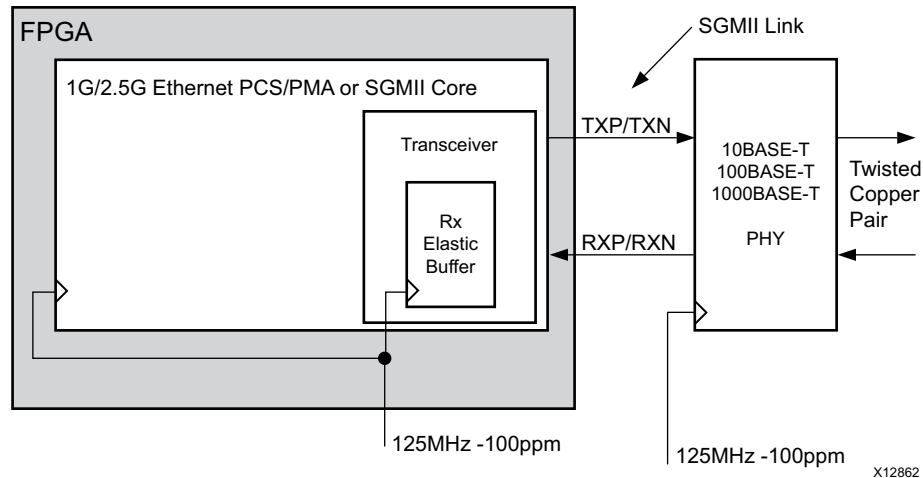 FPGA
SGMII Link
1G/2.5G Ethernet PCS/PMA or SGMII Core
Transceiver
Rx
Elastic
Buffer
TXP/TXN
RXP/RXN
10BASE-T
100BASE-T
1000BASE-T
PHY
Twisted
Copper
Pair
125MHz -100ppm
125MHz -100ppm
X12862